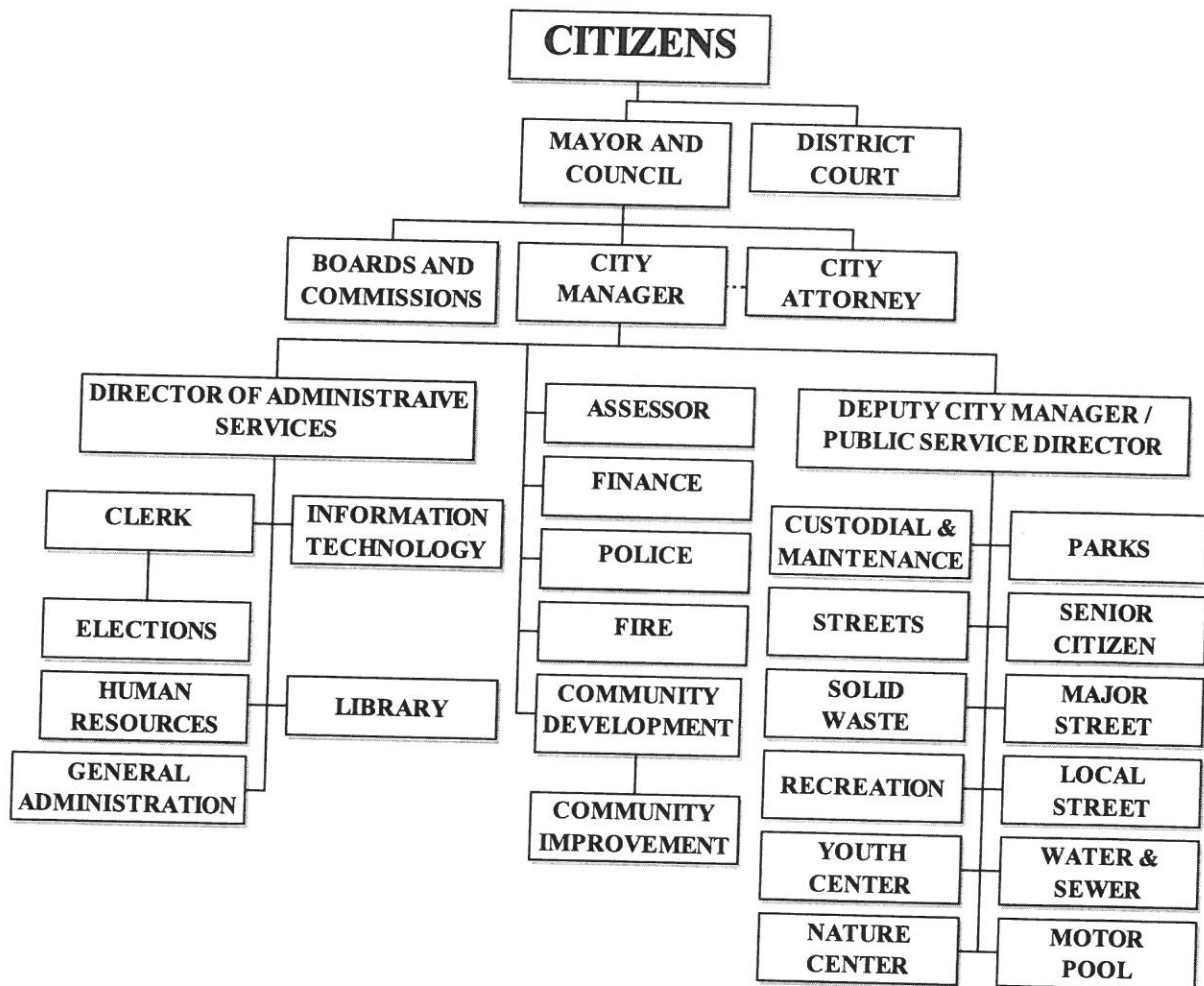 CITIZENS
MAYOR AND
COUNCIL
DISTRICT
COURT
BOARDS AND
COMMISSIONS
CITY
MANAGER
CITY
ATTORNEY
DIRECTOR OF ADMINISTRAIVE
SERVICES
CLERK
INFORMATION
TECHNOLOGY
ELECTIONS
HUMAN
RESOURCES
LIBRARY
GENERAL
ADMINISTRATION
ASSESSOR
FINANCE
POLICE
FIRE
COMMUNITY
DEVELOPMENT
COMMUNITY
IMPROVEMENT
DEPUTY CITY MANAGER /
PUBLIC SERVICE DIRECTOR
CUSTODIAL &
MAINTENANCE
PARKS
STREETS
SENIOR
CITIZEN
SOLID
WASTE
MAJOR
STREET
RECREATION
LOCAL
STREET
YOUTH
CENTER
WATER &
SEWER
NATURE
CENTER
MOTOR
POOL